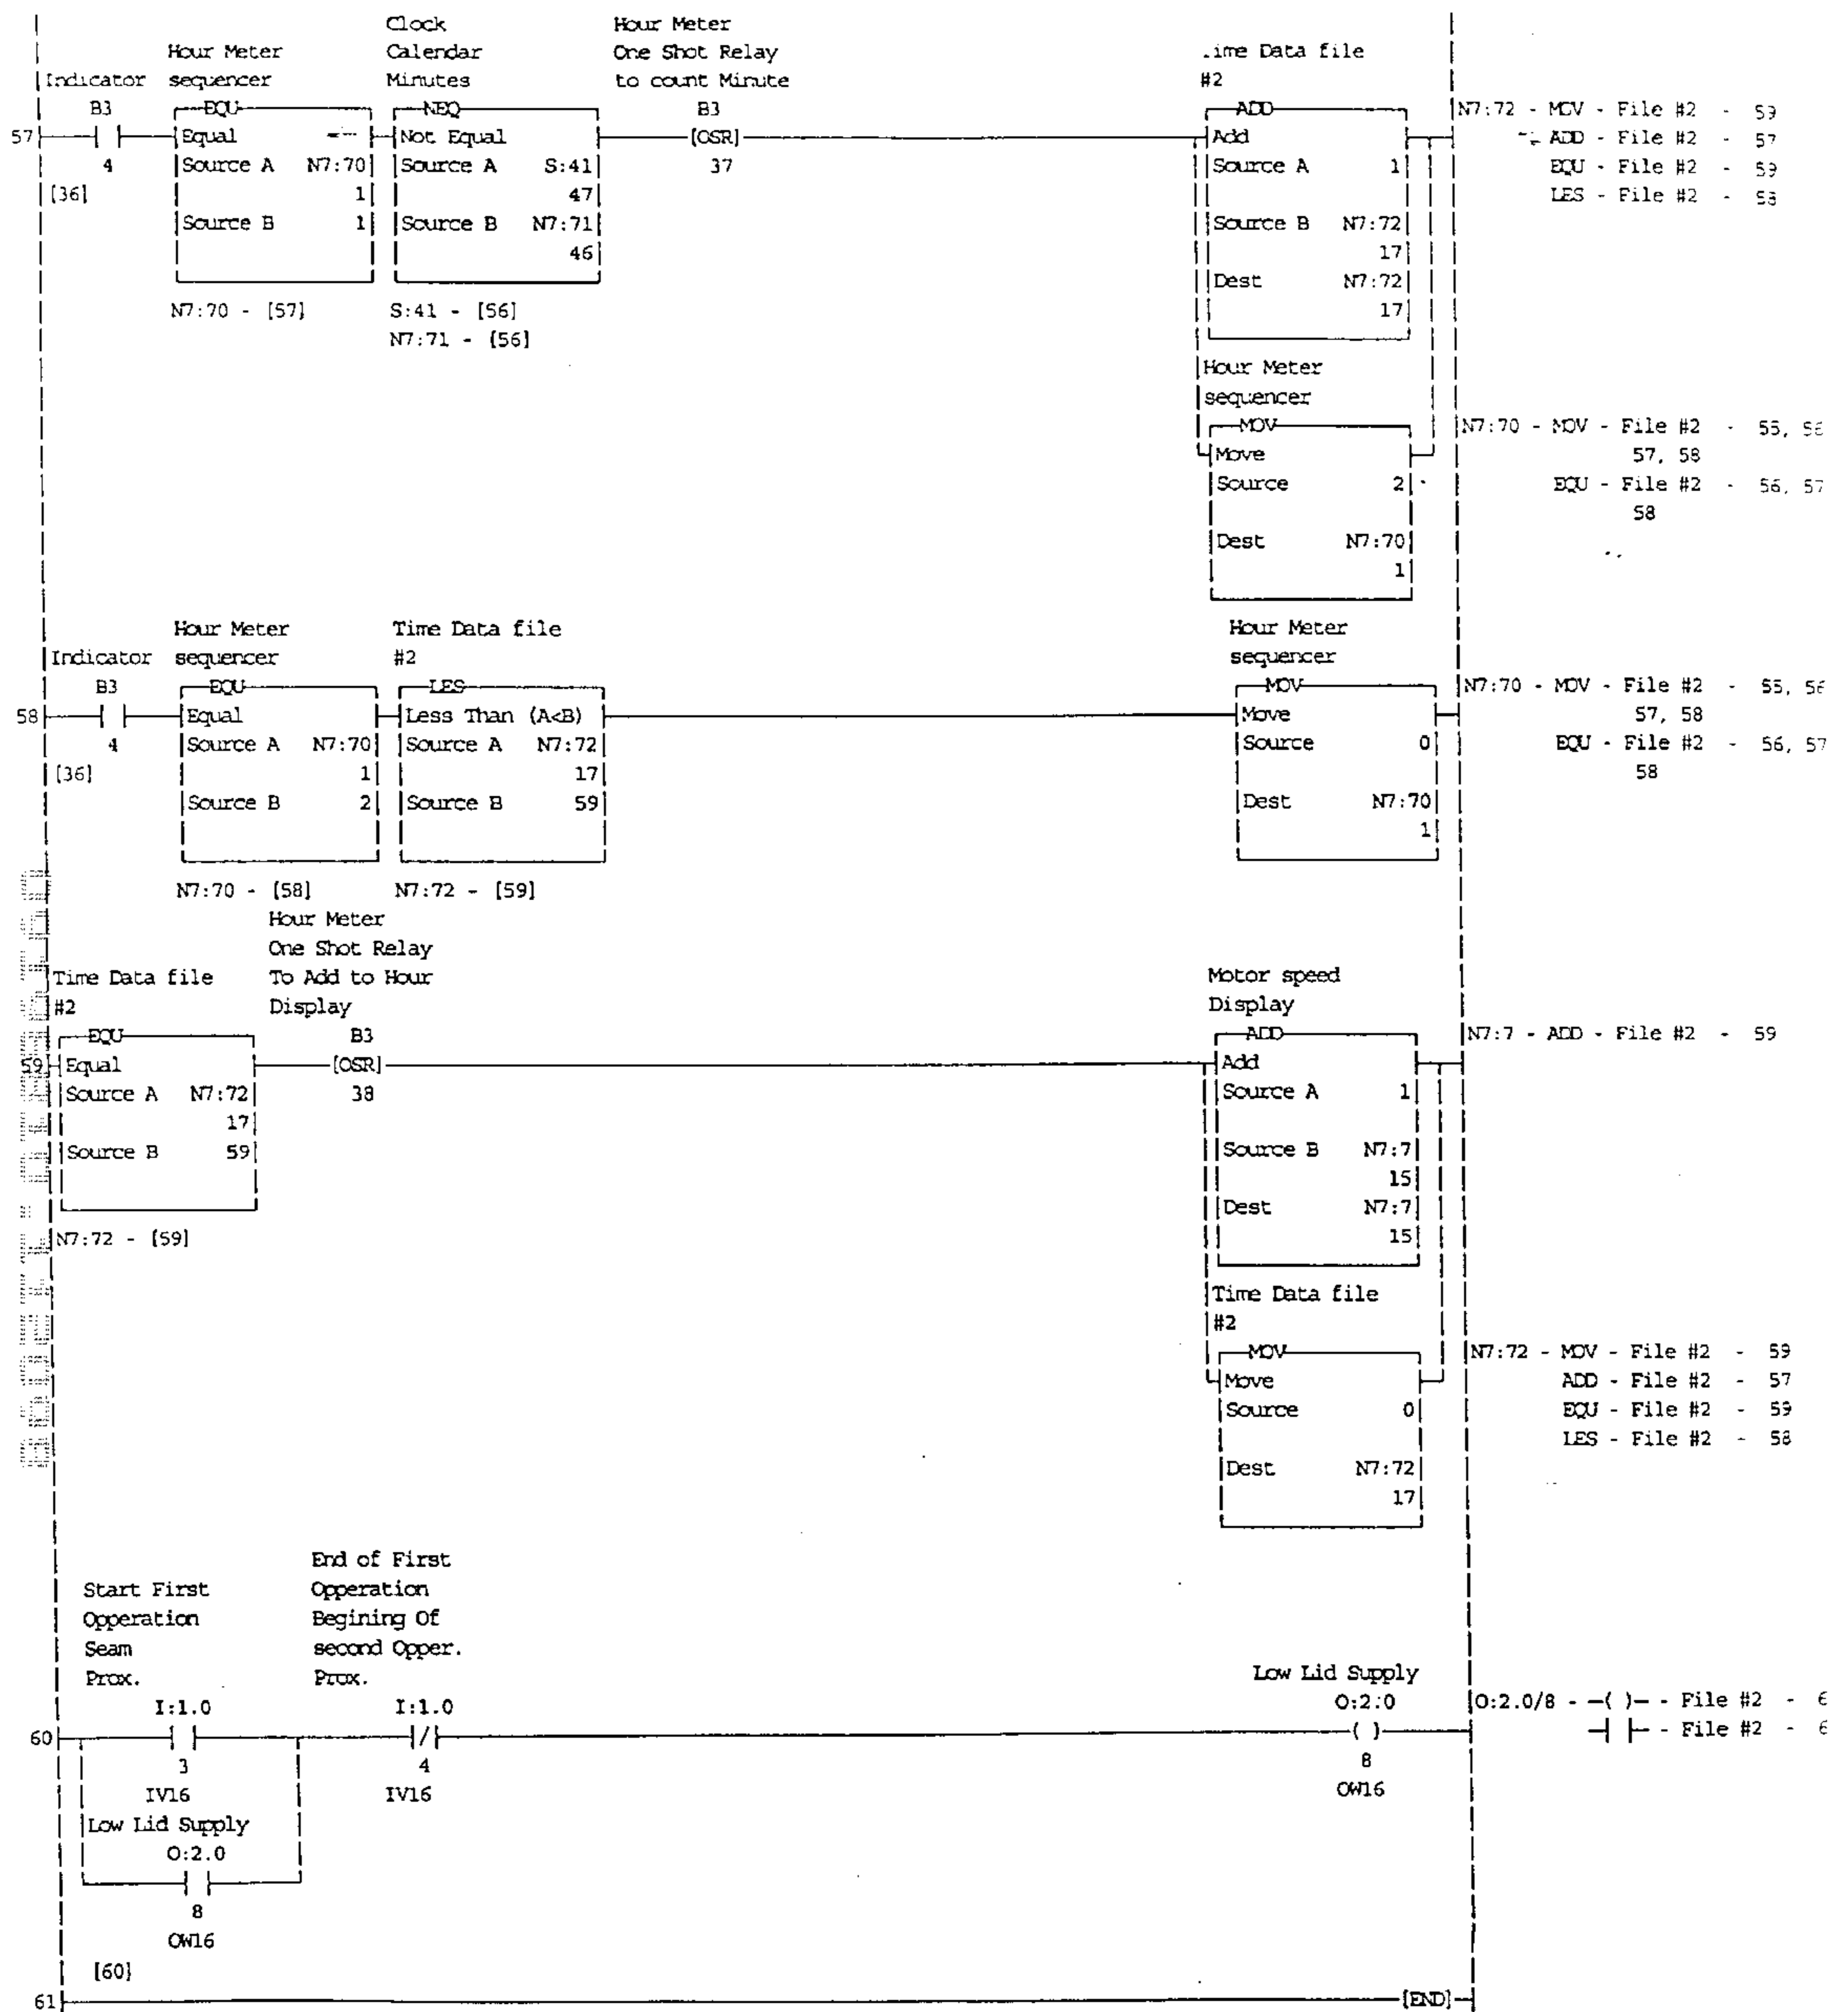 Clock
Hour Meter
Hour Meter
Calendar
One Shot Relay
.ime Data file
Indicator
sequencer
Minutes
to count Minute
#2
B3
EQU
NEQ
B3
ADD
N7:72 - MOV - File #2 - 59
57
Equal
Not Equal
[OSR]
Add
ADD - File #2 - 57
4
Source A N7:70
Source A S:41
37
Source A 1
EQU - File #2 - 59
[36]
1
47
LES - File #2 - 58
Source B 1
Source B N7:71
Source B N7:72
46
17
Dest N7:72
N7:70 - [57]
S:41 - [56]
17
N7:71 - [56]
Hour Meter
sequencer
MOV
N7:70 - MOV - File #2 - 55, 56
Move
57, 58
Source 2
EQU - File #2 - 56, 57
58
Dest N7:70
1
Hour Meter
Time Data file
Hour Meter
Indicator
sequencer
#2
sequencer
B3
EQU
LES
MOV
N7:70 - MOV - File #2 - 55, 56
58
Equal
Less Than (A<B)
Move
57, 58
4
Source A N7:70
Source A N7:72
Source 0
EQU - File #2 - 56, 57
[36]
1
17
58
Source B 2
Source B 59
Dest N7:70
1
N7:70 - [58]
N7:72 - [59]
Hour Meter
One Shot Relay
Time Data file
To Add to Hour
Motor speed
#2
Display
Display
EQU
B3
ADD
N7:7 - ADD - File #2 - 59
59
Equal
[OSR]
Add
Source A N7:72
38
Source A 1
17
Source B 59
Source B N7:7
15
Dest N7:7
N7:72 - [59]
15
Time Data file
#2
MOV
N7:72 - MOV - File #2 - 59
Move
ADD - File #2 - 57
Source 0
EQU - File #2 - 59
LES - File #2 - 58
Dest N7:72
17
End of First
Start First
Opperation
Opperation
Begining Of
Seam
second Opper.
Prox.
Prox.
Low Lid Supply
I:1.0
I:1.0
O:2.0
O:2.0/8 - -( )- - File #2 - 6
60
( )
-| |- - File #2 - 6
3
4
8
IV16
IV16
OW16
Low Lid Supply
O:2.0
8
OW16
[60]
61
[END]